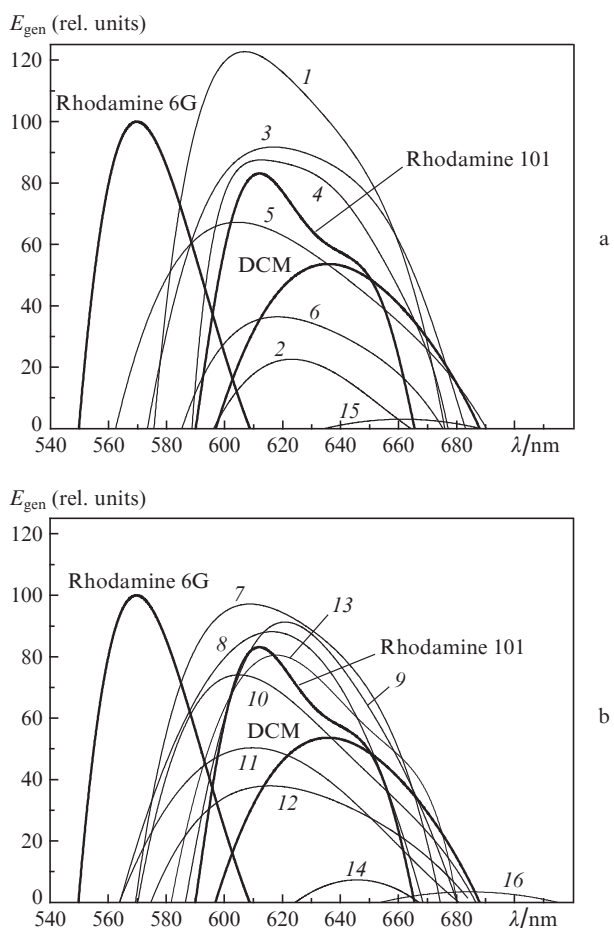 E_gen (rel. units)
120
1
Rhodamine 6G
100
3
Rhodamine 101
80
4
5
60
a
DCM
40
6
2
20
15
0
540 560 580 600 620 640 660 680 λ/nm
E_gen (rel. units)
120
Rhodamine 6G
7
13
100
8
Rhodamine 101
80
9
10
60
DCM
b
11
40
12
20
14
16
0
540 560 580 600 620 640 660 680 λ/nm